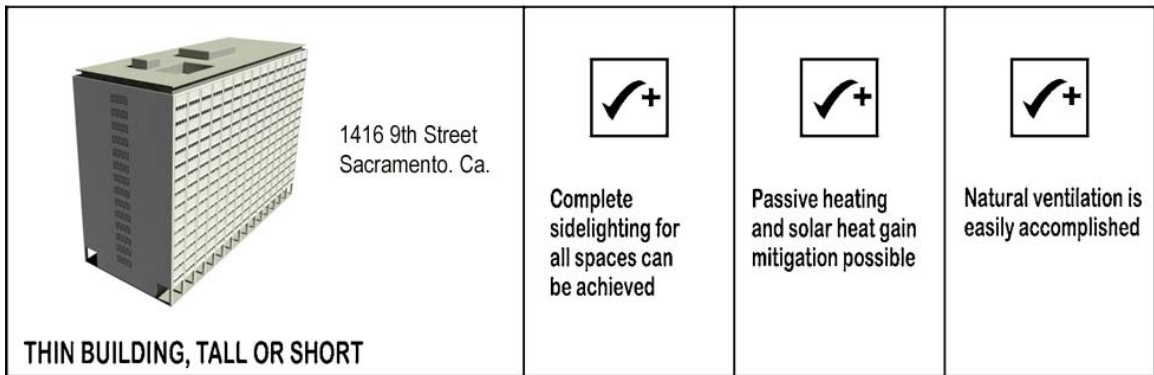 1416 9th Street
Sacramento. Ca.
THIN BUILDING, TALL OR SHORT
+
Complete
sidelighting for
all spaces can
be achieved
+
Passive heating
and solar heat gain
mitigation possible
+
Natural ventilation is
easily accomplished